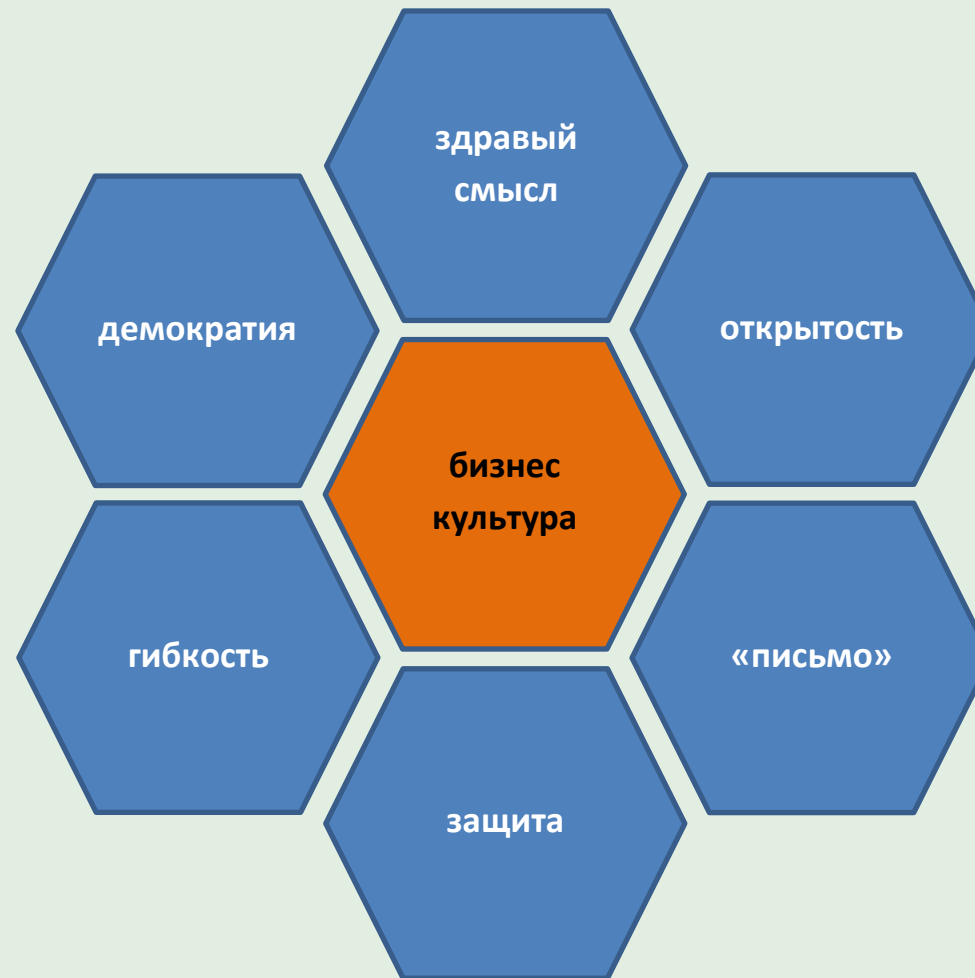 здравый
смысл
демократия
открытость
бизнес
культура
гибкость
«письмо»
защита